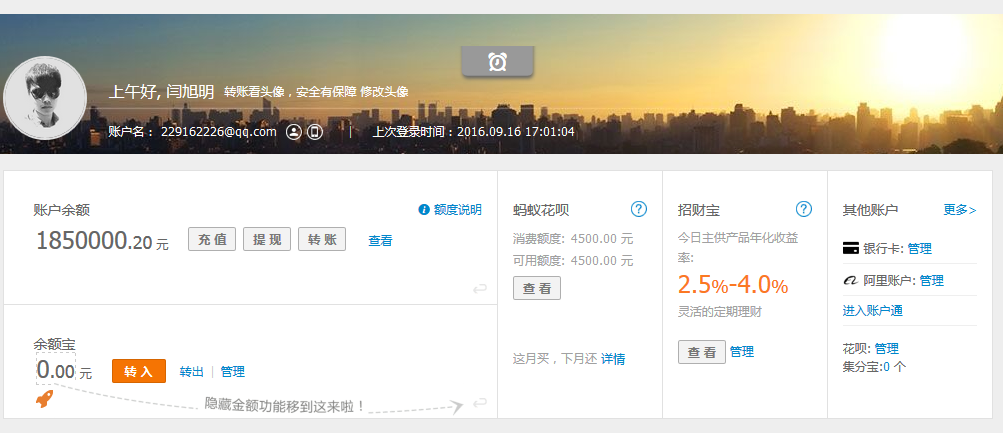 上午好, 闫旭明 转账看头像，安全有保障 修改头像
账户名： 229162226@qq.com | 上次登录时间：2016.09.16 17:01:04
账户余额 i 额度说明
1850000.20 元 充 值 提 现 转 账 查看
余额宝
0.00 元 转 入 转出 | 管理
隐藏金额功能移到这来啦！
蚂蚁花呗 ?
消费额度: 4500.00 元
可用额度: 4500.00 元
查 看
这月买，下月还 详情
招财宝 ?
今日主供产品年化收益
率:
2.5%-4.0%
灵活的定期理财
查 看 管理
其他账户 更多>
银行卡: 管理
阿里账户: 管理
进入账户通
花呗: 管理
集分宝:0 个